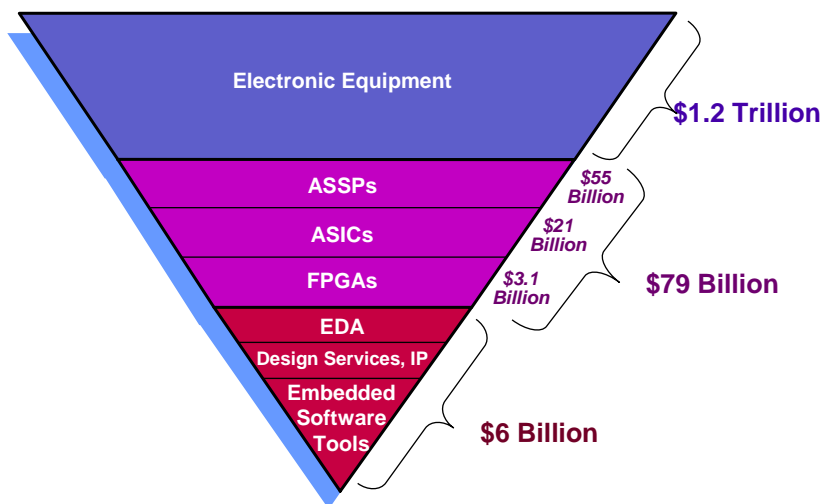 Electronic Equipment
$1.2 Trillion
ASSPs
$55
Billion
ASICs
$21
Billion
FPGAs
$3.1
Billion
$79 Billion
EDA
Design Services, IP
Embedded
Software
Tools
$6 Billion